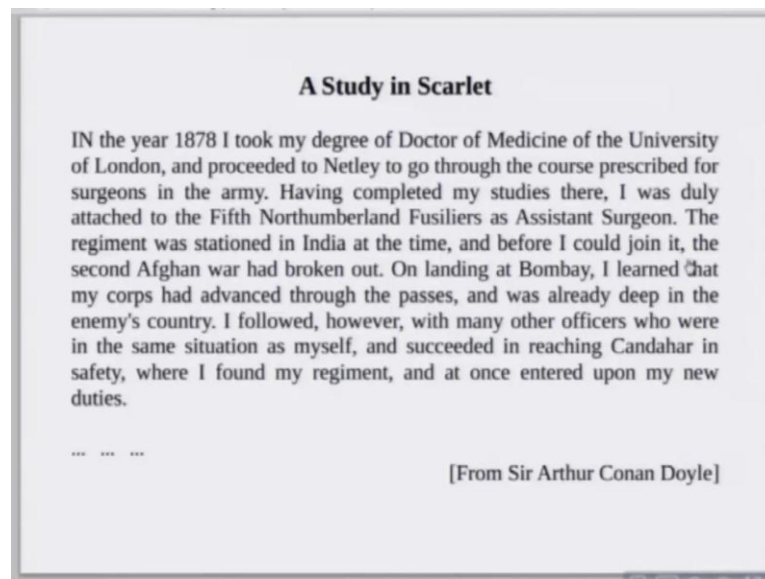 A Study in Scarlet
IN the year 1878 I took my degree of Doctor of Medicine of the University
of London, and proceeded to Netley to go through the course prescribed for
surgeons in the army. Having completed my studies there, I was duly
attached to the Fifth Northumberland Fusiliers as Assistant Surgeon. The
regiment was stationed in India at the time, and before I could join it, the
second Afghan war had broken out. On landing at Bombay, I learned that
my corps had advanced through the passes, and was already deep in the
enemy's country. I followed, however, with many other officers who were
in the same situation as myself, and succeeded in reaching Candahar in
safety, where I found my regiment, and at once entered upon my new
duties.
... ... ...
[From Sir Arthur Conan Doyle]